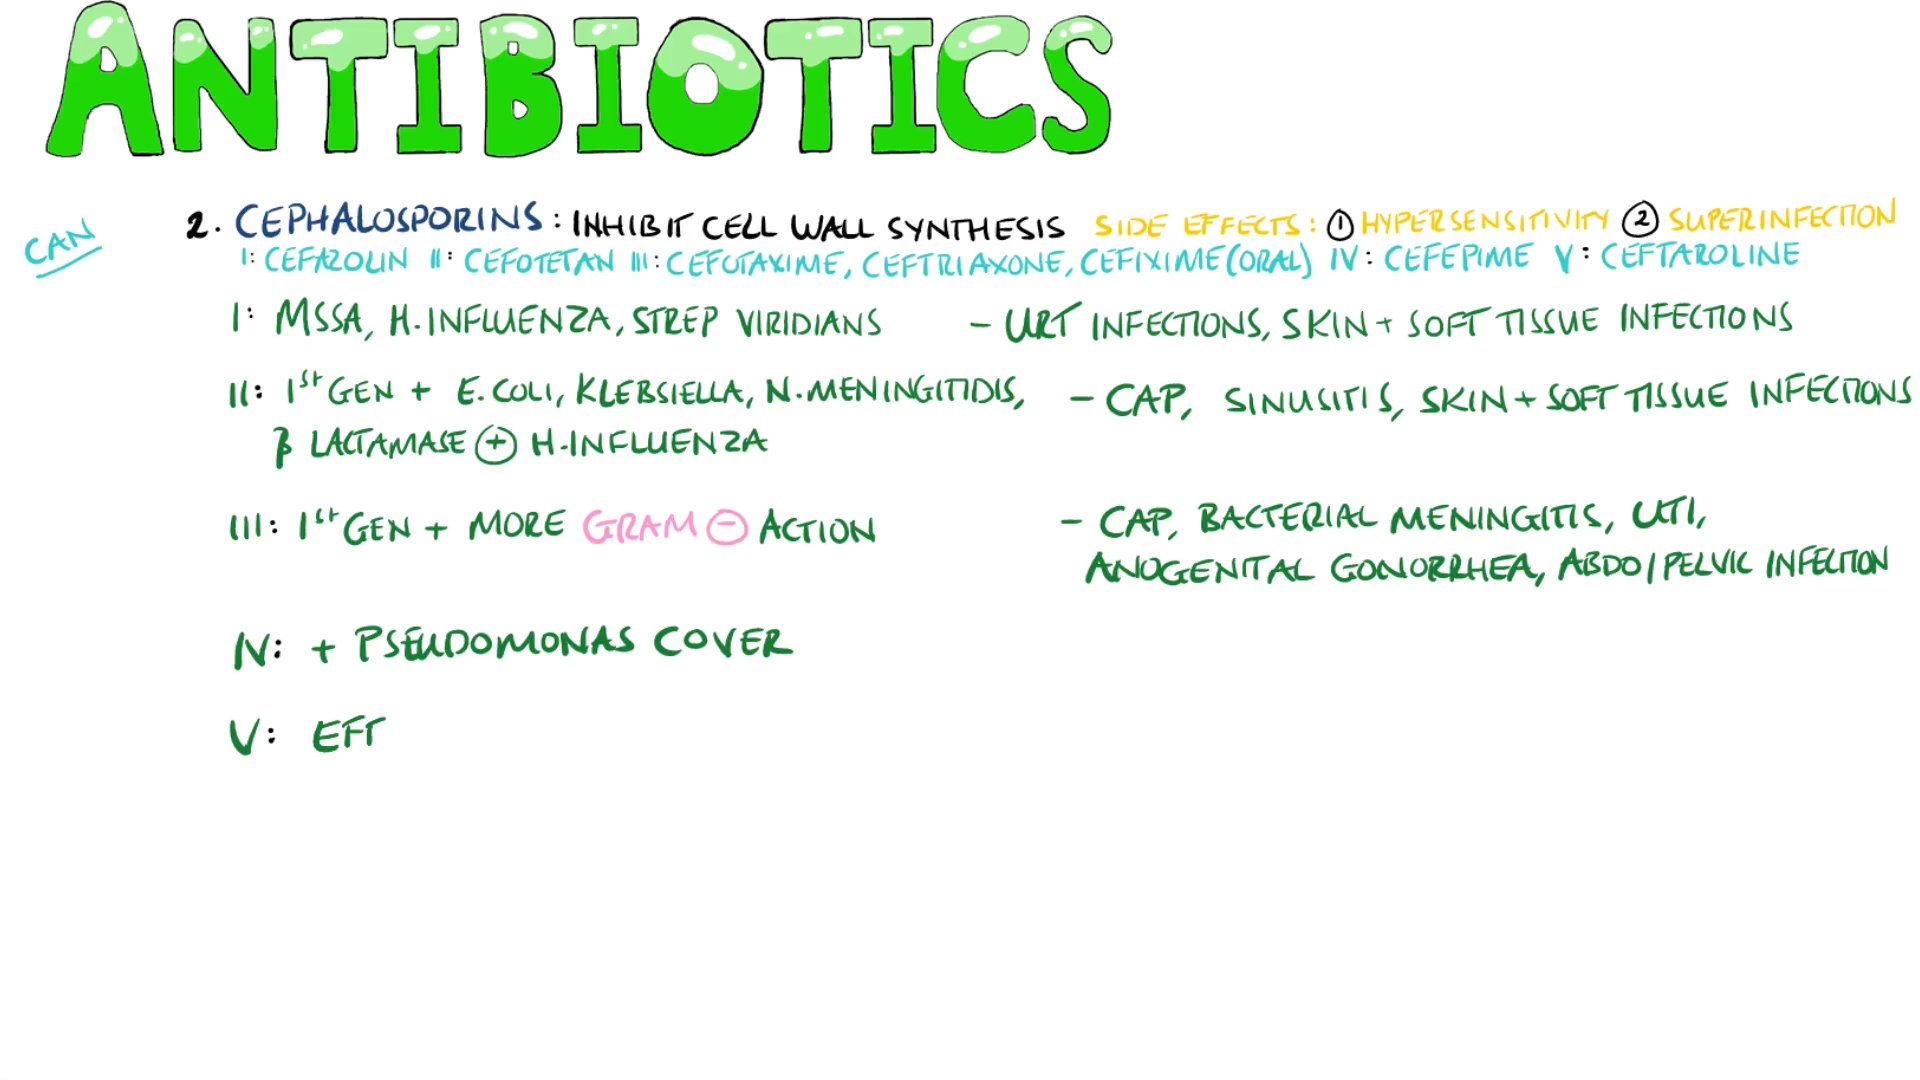 ANTIBIOTICS
CAN
2. CEPHALOSPORINS: INHIBIT CELL WALL SYNTHESIS SIDE EFFECTS: ① HYPERSENSITIVITY ② SUPERINFECTION
I: CEFAZOLIN II: CEFOTETAN III: CEFOTAXIME, CEFTRIAXONE, CEFIXIME(ORAL) IV: CEFEPIME V: CEFTAROLINE
I: MSSA, H.INFLUENZA, STREP VIRIDIANS - URT INFECTIONS, SKIN + SOFT TISSUE INFECTIONS
II: 1st GEN + E.COLI, KLEBSIELLA, N.MENINGITIDIS, - CAP, SINUSITIS, SKIN + SOFT TISSUE INFECTIONS
β LACTAMASE ⊕ H.INFLUENZA
III: 1st GEN + MORE GRAM ⊖ ACTION - CAP, BACTERIAL MENINGITIS, UTI,
ANOGENITAL GONORRHEA, ABDO/PELVIC INFECTION
IV: + PSEUDOMONAS COVER
V: EFF